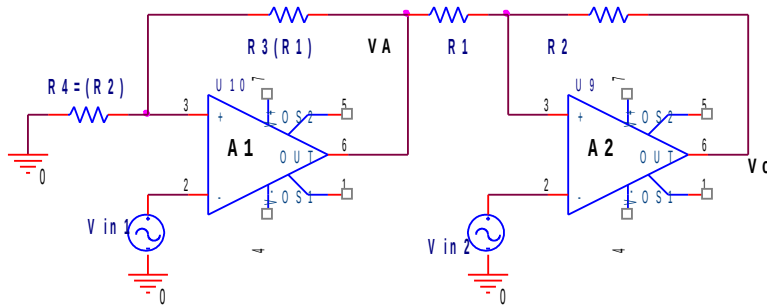 R3(R1)
VA
R1
R2
R4=(R2)
U10
7
U9
7
3
+
V+
OS2
5
3
+
V+
OS2
5
A1
OUT
6
A2
OUT
6
Vo
0
2
-
V-
OS1
1
2
-
V-
OS1
1
Vin1
Vin2
4
4
0
0